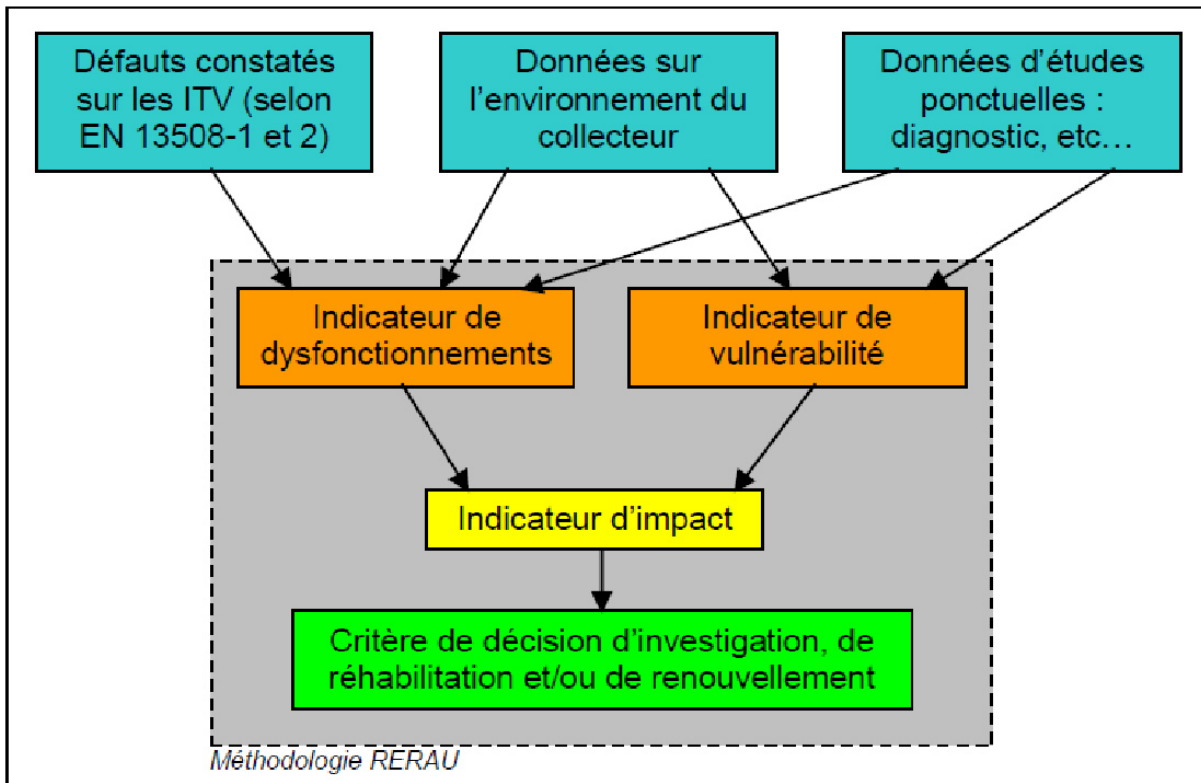 Défauts constatés
sur les ITV (selon
EN 13508-1 et 2)
Données sur
l'environnement du
collecteur
Données d'études
ponctuelles :
diagnostic, etc…
Indicateur de
dysfonctionnements
Indicateur de
vulnérabilité
Indicateur d'impact
Critère de décision d'investigation, de
réhabilitation et/ou de renouvellement
Méthodologie RERAU